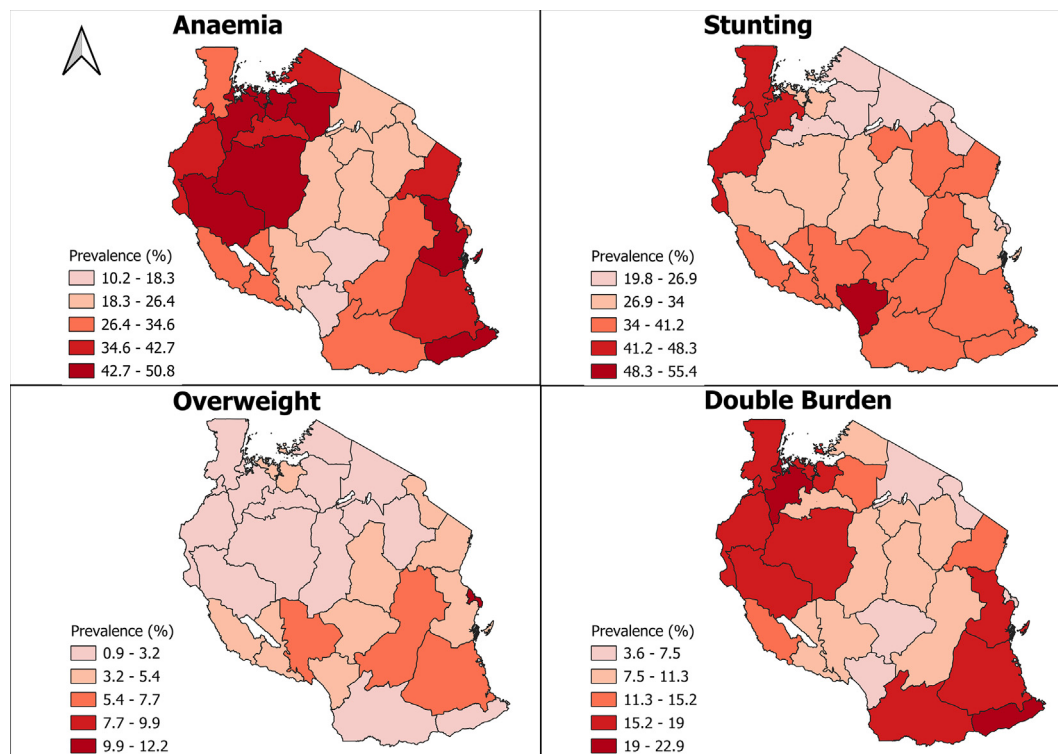 Anaemia
Prevalence (%)
10.2 - 18.3
18.3 - 26.4
26.4 - 34.6
34.6 - 42.7
42.7 - 50.8
Stunting
Prevalence (%)
19.8 - 26.9
26.9 - 34
34 - 41.2
41.2 - 48.3
48.3 - 55.4
Overweight
Prevalence (%)
0.9 - 3.2
3.2 - 5.4
5.4 - 7.7
7.7 - 9.9
9.9 - 12.2
Double Burden
Prevalence (%)
3.6 - 7.5
7.5 - 11.3
11.3 - 15.2
15.2 - 19
19 - 22.9